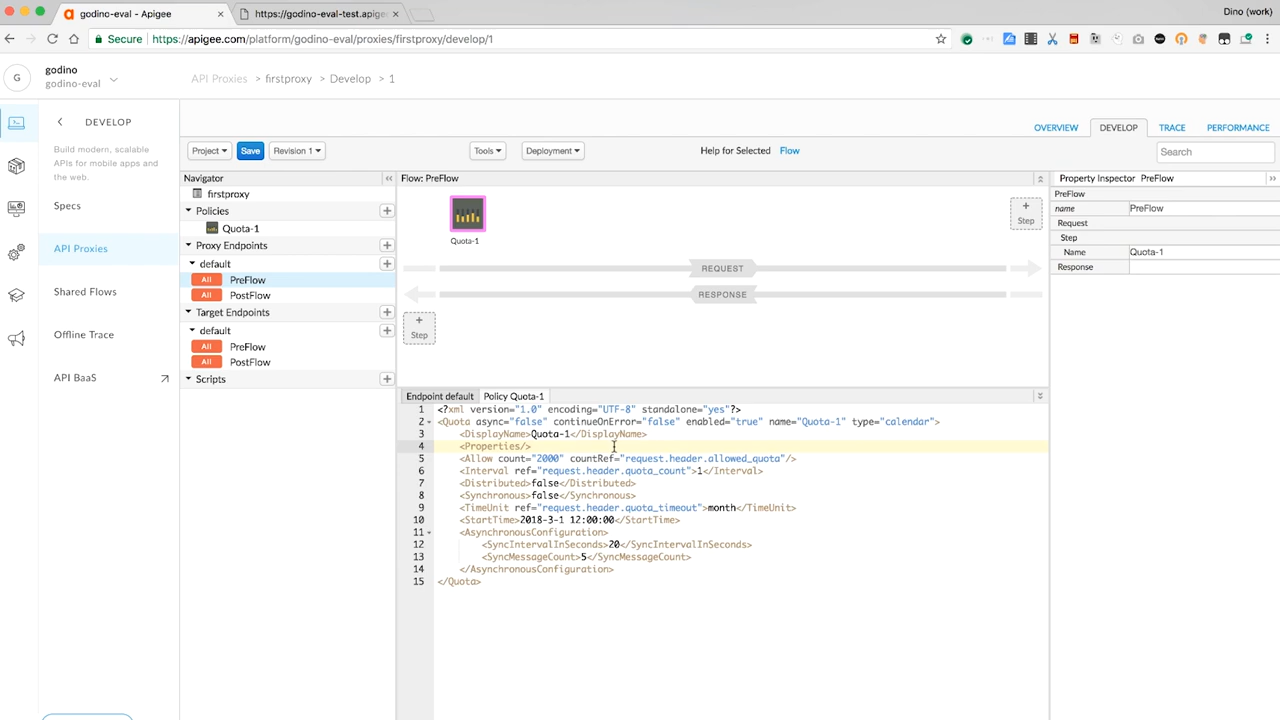 godino-eval - Apigee
https://godino-eval-test.apige
Dino (work)
Secure
https://apigee.com/platform/godino-eval/proxies/firstproxy/develop/1
G
godino
godino-eval
API Proxies > firstproxy > Develop > 1
DEVELOP
Build modern, scalable
APIs for mobile apps and
the web.
Specs
API Proxies
Shared Flows
Offline Trace
API BaaS
OVERVIEW
DEVELOP
TRACE
PERFORMANCE
Project
Save
Revision 1
Tools
Deployment
Help for Selected
Flow
Search
Navigator
firstproxy
Policies
Quota-1
Proxy Endpoints
default
All PreFlow
All PostFlow
Target Endpoints
default
All PreFlow
All PostFlow
Scripts
Flow: PreFlow
Quota-1
+
Step
REQUEST
RESPONSE
+
Step
Property Inspector PreFlow
PreFlow
name PreFlow
Request
Step
Name Quota-1
Response
Endpoint default
Policy Quota-1
1 <?xml version="1.0" encoding="UTF-8" standalone="yes"?>
2 <Quota async="false" continueOnError="false" enabled="true" name="Quota-1" type="calendar">
3 <DisplayName>Quota-1</DisplayName>
4 <Properties/>
5 <Allow count="2000" countRef="request.header.allowed_quota"/>
6 <Interval ref="request.header.quota_count">1</Interval>
7 <Distributed>false</Distributed>
8 <Synchronous>false</Synchronous>
9 <TimeUnit ref="request.header.quota_timeout">month</TimeUnit>
10 <StartTime>2018-3-1 12:00:00</StartTime>
11 <AsynchronousConfiguration>
12 <SyncIntervalInSeconds>20</SyncIntervalInSeconds>
13 <SyncMessageCount>5</SyncMessageCount>
14 </AsynchronousConfiguration>
15 </Quota>